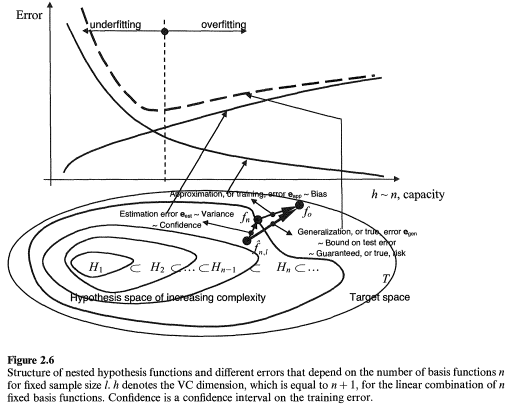 Error
underfitting overfitting
h ~ n, capacity
Approximation, or training, error e_app ~ Bias
Estimation error e_est ~ Variance
~ Confidence
f_n
f_o
f̂_{n,l}
Generalization, or true, error e_gen
~ Bound on test error
~ Guaranteed, or true, risk
H_1 ⊂ H_2 ⊂ ... ⊂ H_{n–1} ⊂ H_n ⊂ ...
T
Hypothesis space of increasing complexity
Target space
Figure 2.6
Structure of nested hypothesis functions and different errors that depend on the number of basis functions n
for fixed sample size l. h denotes the VC dimension, which is equal to n + 1, for the linear combination of n
fixed basis functions. Confidence is a confidence interval on the training error.